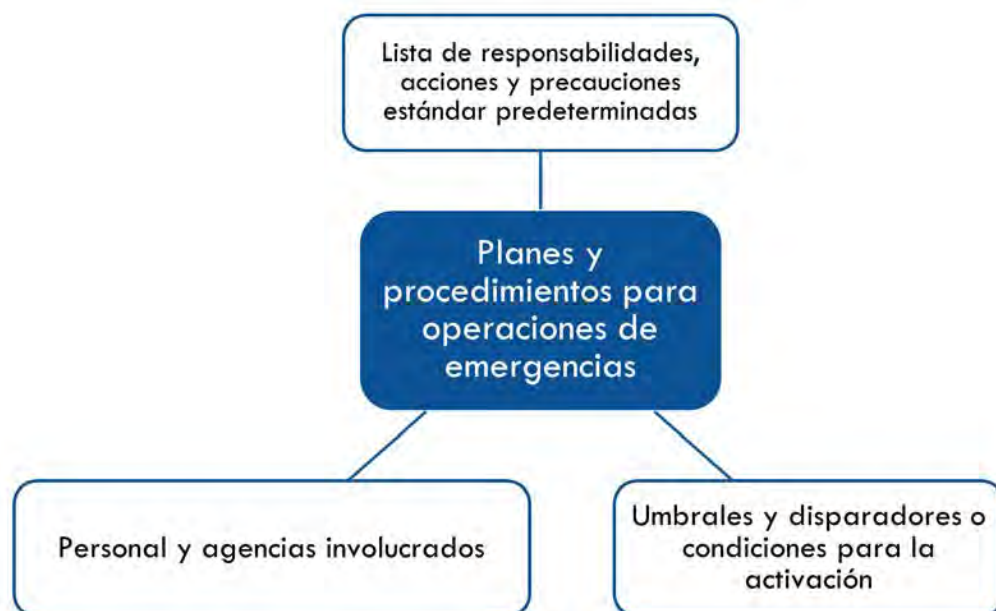 Lista de responsabilidades,
acciones y precauciones
estándar predeterminadas
Planes y
procedimientos para
operaciones de
emergencias
Personal y agencias involucrados
Umbrales y disparadores o
condiciones para la
activación